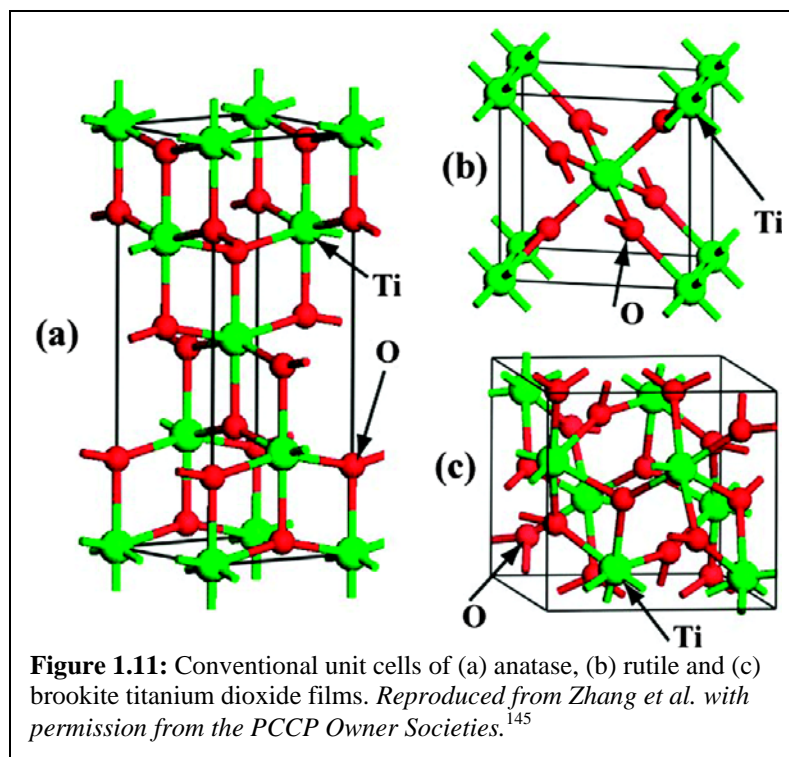 (a)
Ti
O
(b)
Ti
O
(c)
O
Ti
Figure 1.11: Conventional unit cells of (a) anatase, (b) rutile and (c)
brookite titanium dioxide films. Reproduced from Zhang et al. with
permission from the PCCP Owner Societies.145